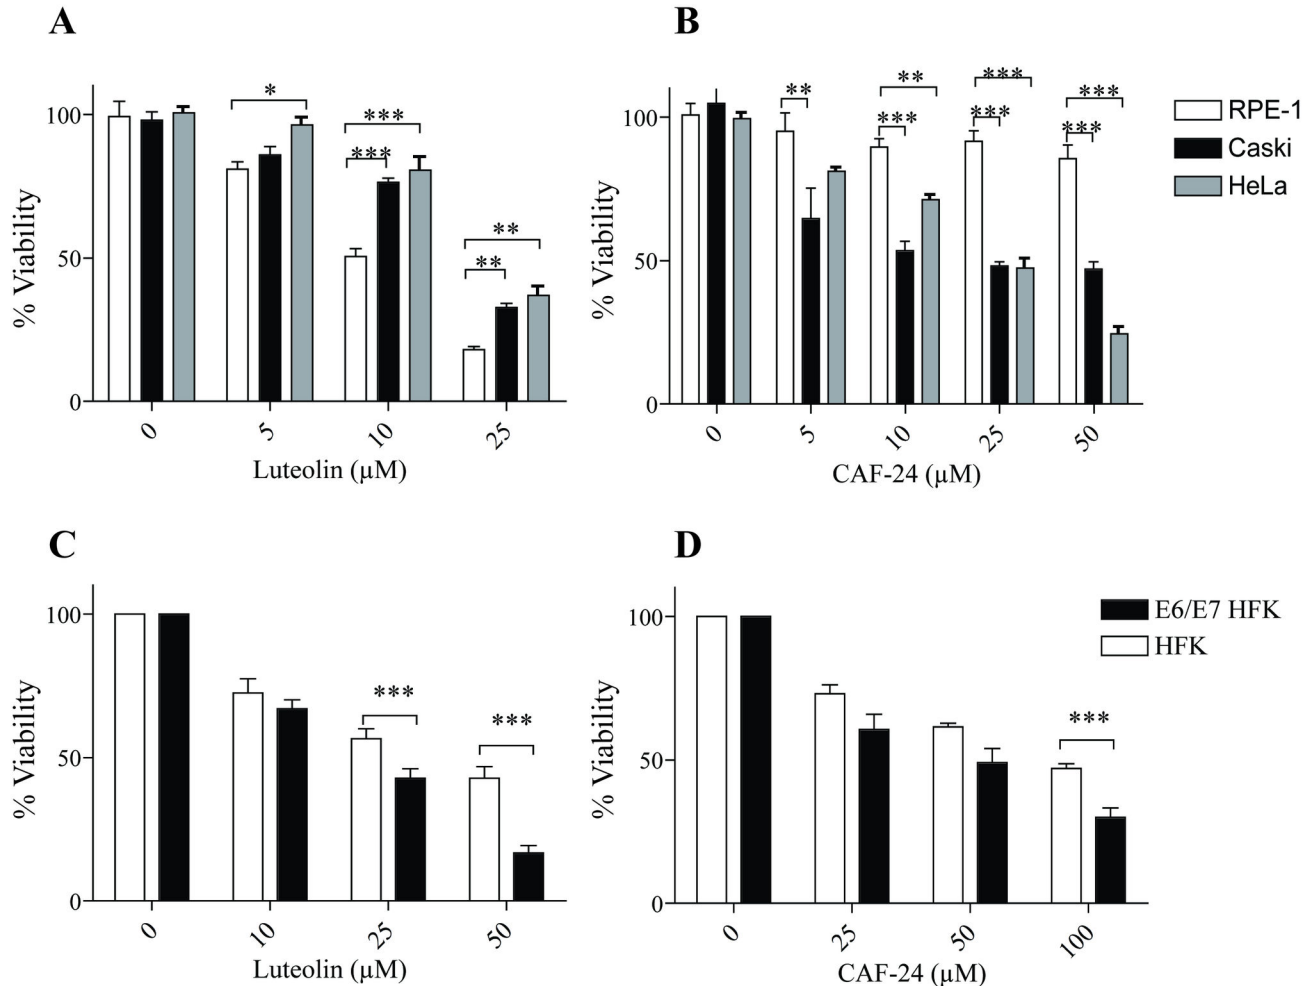 A
% Viability
100
50
0
*
***
***
**
**
0
5
10
25
Luteolin (µM)
B
% Viability
100
50
0
**
**
***
***
***
***
***
0
5
10
25
50
CAF-24 (µM)
RPE-1
Caski
HeLa
C
% Viability
100
50
0
***
***
0
10
25
50
Luteolin (µM)
D
% Viability
100
50
0
***
0
25
50
100
CAF-24 (µM)
E6/E7 HFK
HFK